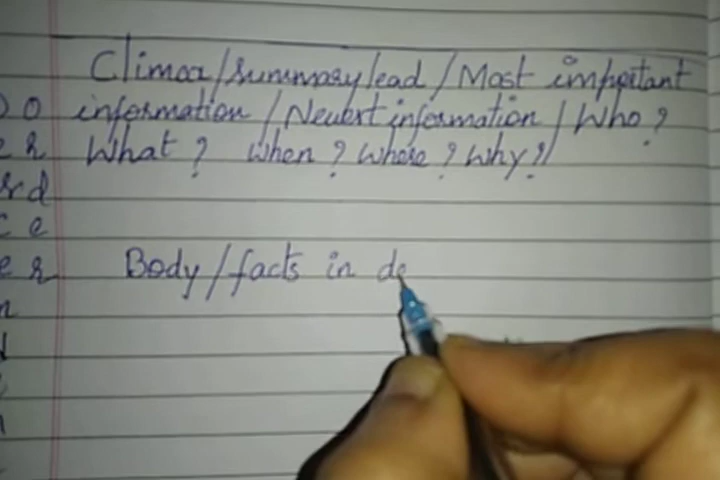 Climax/summary lead/Most important
D O information/Newest information/Who?
e r What? When? Where? Why?
r d
c e
e r Body/facts in de
n